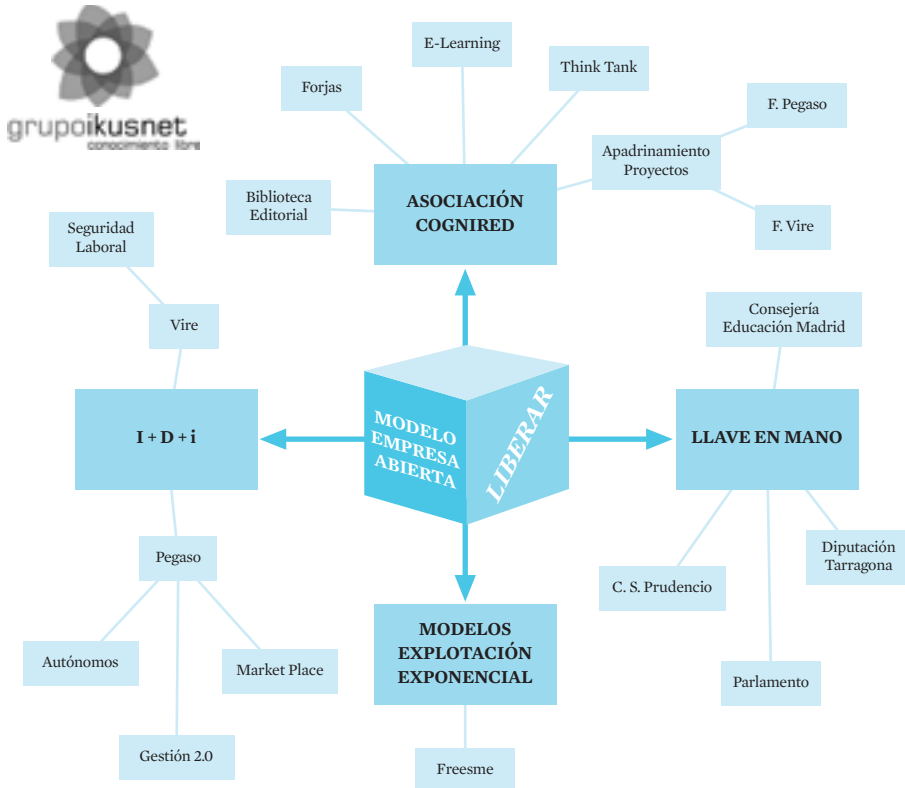 grupoikusnet
conocimiento libre
E-Learning
Think Tank
Forjas
F. Pegaso
Apadrinamiento
Proyectos
Biblioteca
Editorial
ASOCIACIÓN
COGNIRED
F. Vire
Seguridad
Laboral
Vire
Consejería
Educación Madrid
I + D + i
MODELO
EMPRESA
ABIERTA
LIBERAR
LLAVE EN MANO
Pegaso
Diputación
Tarragona
C. S. Prudencio
Autónomos
Market Place
MODELOS
EXPLOTACIÓN
EXPONENCIAL
Parlamento
Gestión 2.0
Freesme